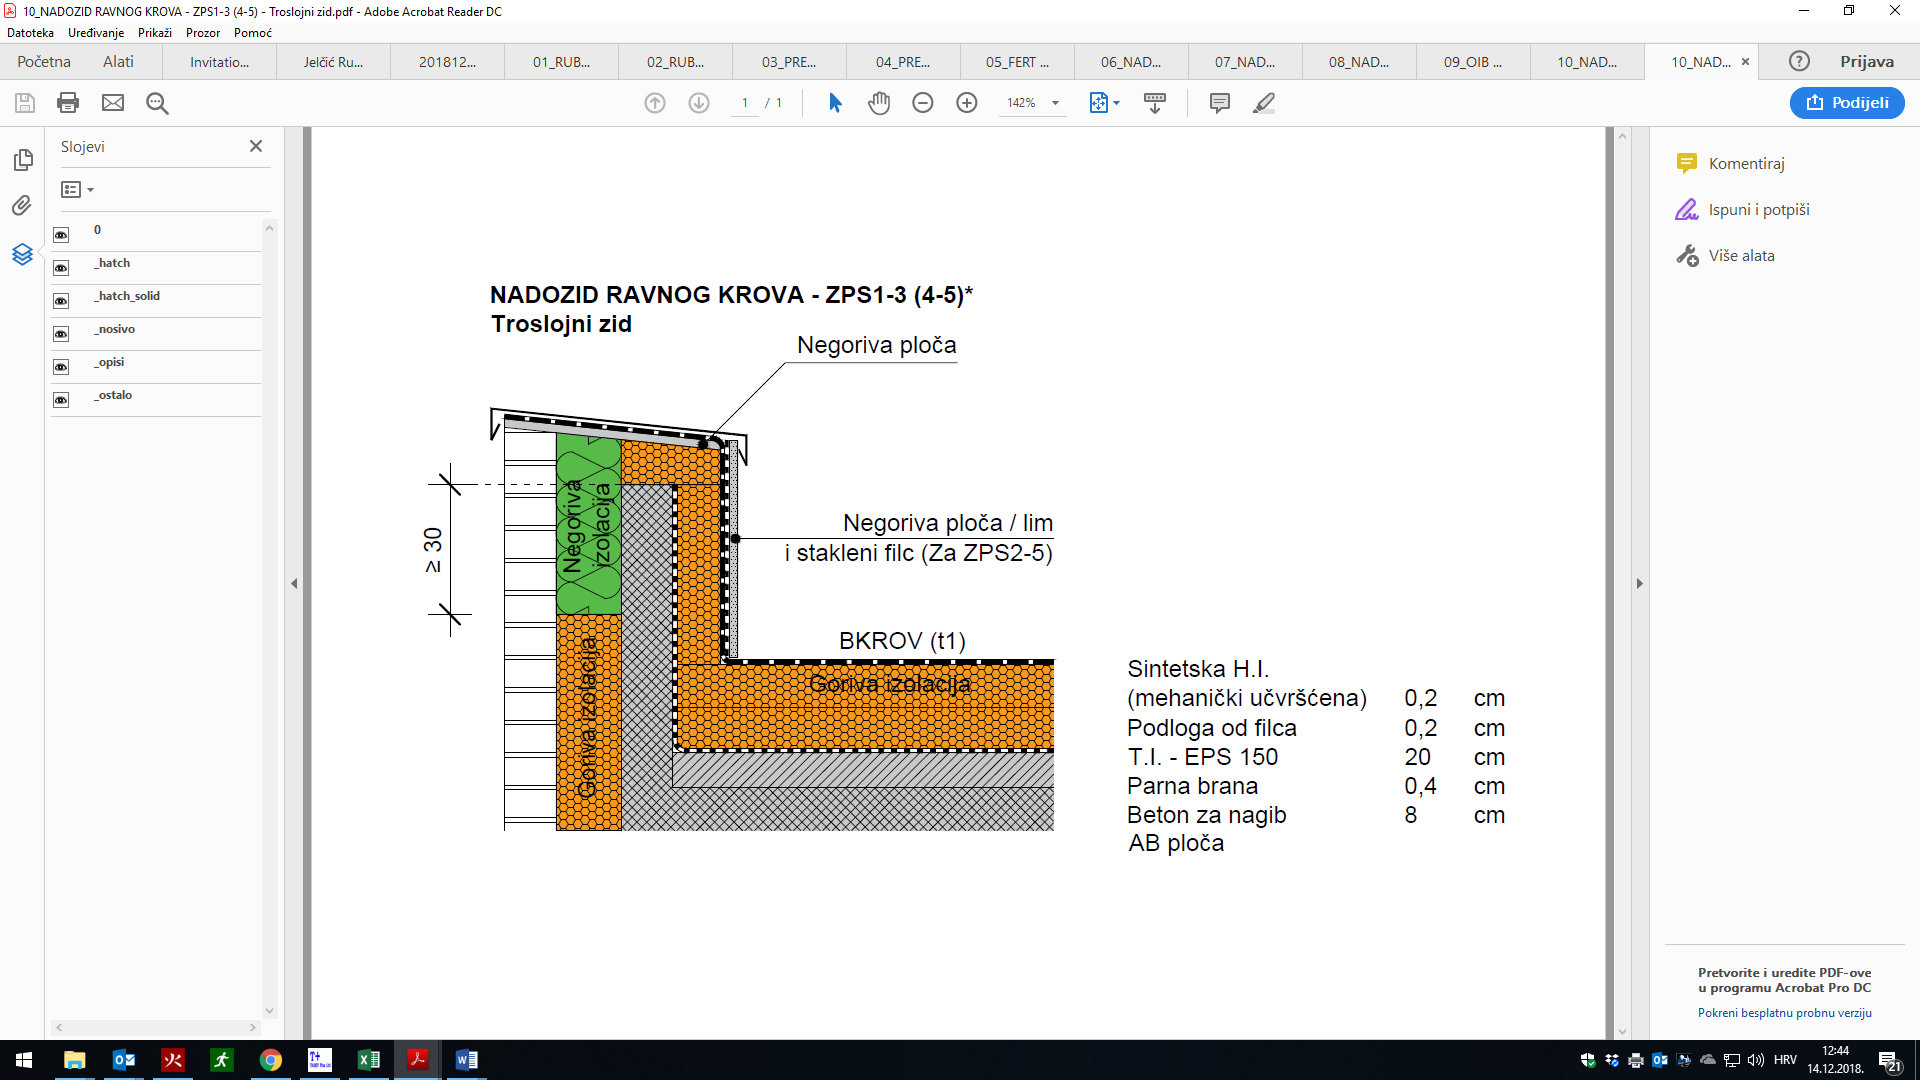 10_NADOZID RAVNOG KROVA - ZPS1-3 (4-5) - Troslojni zid.pdf - Adobe Acrobat Reader DC
Datoteka Uređivanje Prikaži Prozor Pomoć
Početna Alati Invitatio... Jelčić Ru... 201812... 01_RUB... 02_RUB... 03_PRE... 04_PRE... 05_FERT ... 06_NAD... 07_NAD... 08_NAD... 09_OIB ... 10_NAD... 10_NAD... Prijava
1 / 1 142% Podijeli
Slojevi
0
_hatch
_hatch_solid
_nosivo
_opisi
_ostalo
NADOZID RAVNOG KROVA - ZPS1-3 (4-5)*
Troslojni zid
Negoriva ploča
≥ 30
Negoriva
izolacija
Goriva izolacija
Negoriva ploča / lim
i stakleni filc (Za ZPS2-5)
BKROV (t1)
Goriva izolacija
Sintetska H.I.
(mehanički učvršćena) 0,2 cm
Podloga od filca 0,2 cm
T.I. - EPS 150 20 cm
Parna brana 0,4 cm
Beton za nagib 8 cm
AB ploča
Komentiraj
Ispuni i potpiši
Više alata
Pretvorite i uredite PDF-ove
u programu Acrobat Pro DC
Pokreni besplatnu probnu verziju
HRV
12:44
14.12.2018.
21